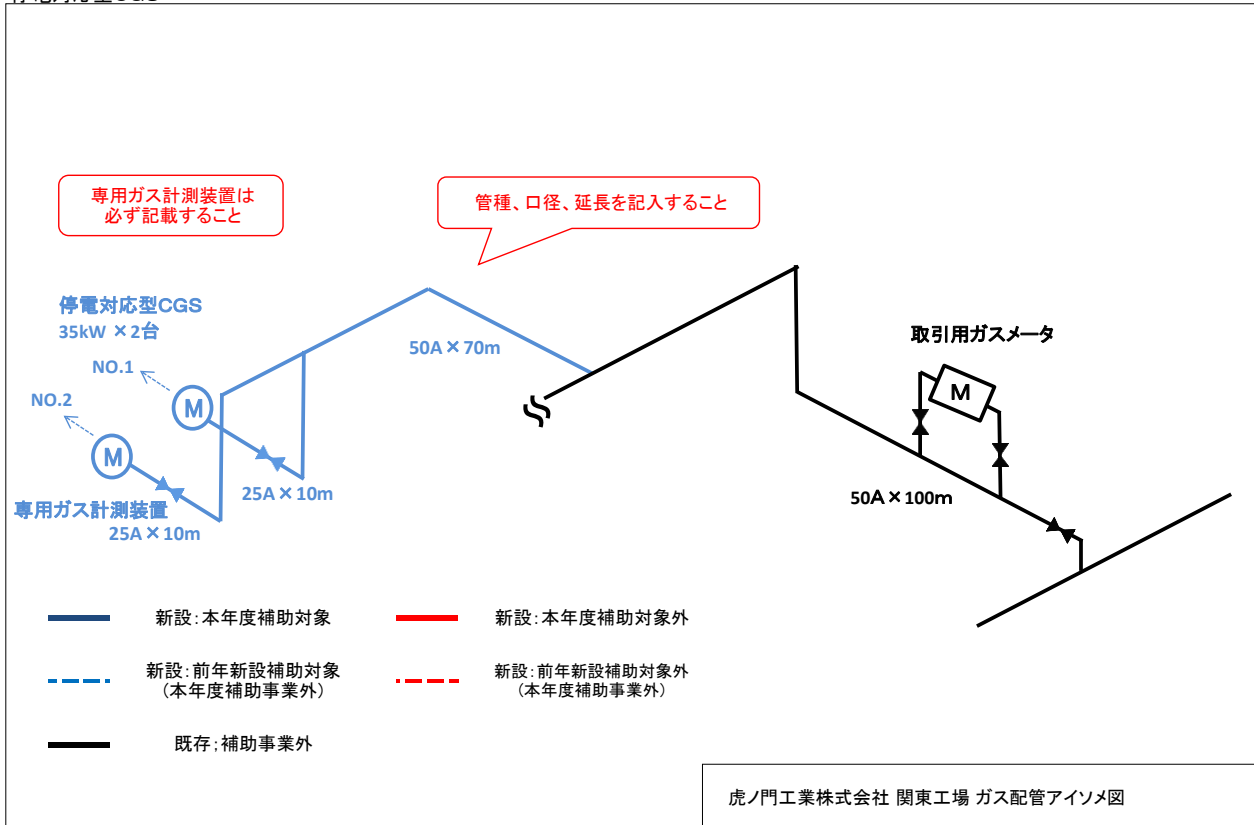 専用ガス計測装置は
必ず記載すること
管種、口径、延長を記入すること
停電対応型CGS
35kW ×2台
NO.1
NO.2
M
M
専用ガス計測装置
25A×10m
25A×10m
50A×70m
取引用ガスメータ
M
50A×100m
新設:本年度補助対象
新設:本年度補助対象外
新設:前年新設補助対象
(本年度補助事業外)
新設:前年新設補助対象外
(本年度補助事業外)
既存;補助事業外
虎ノ門工業株式会社 関東工場 ガス配管アイソメ図